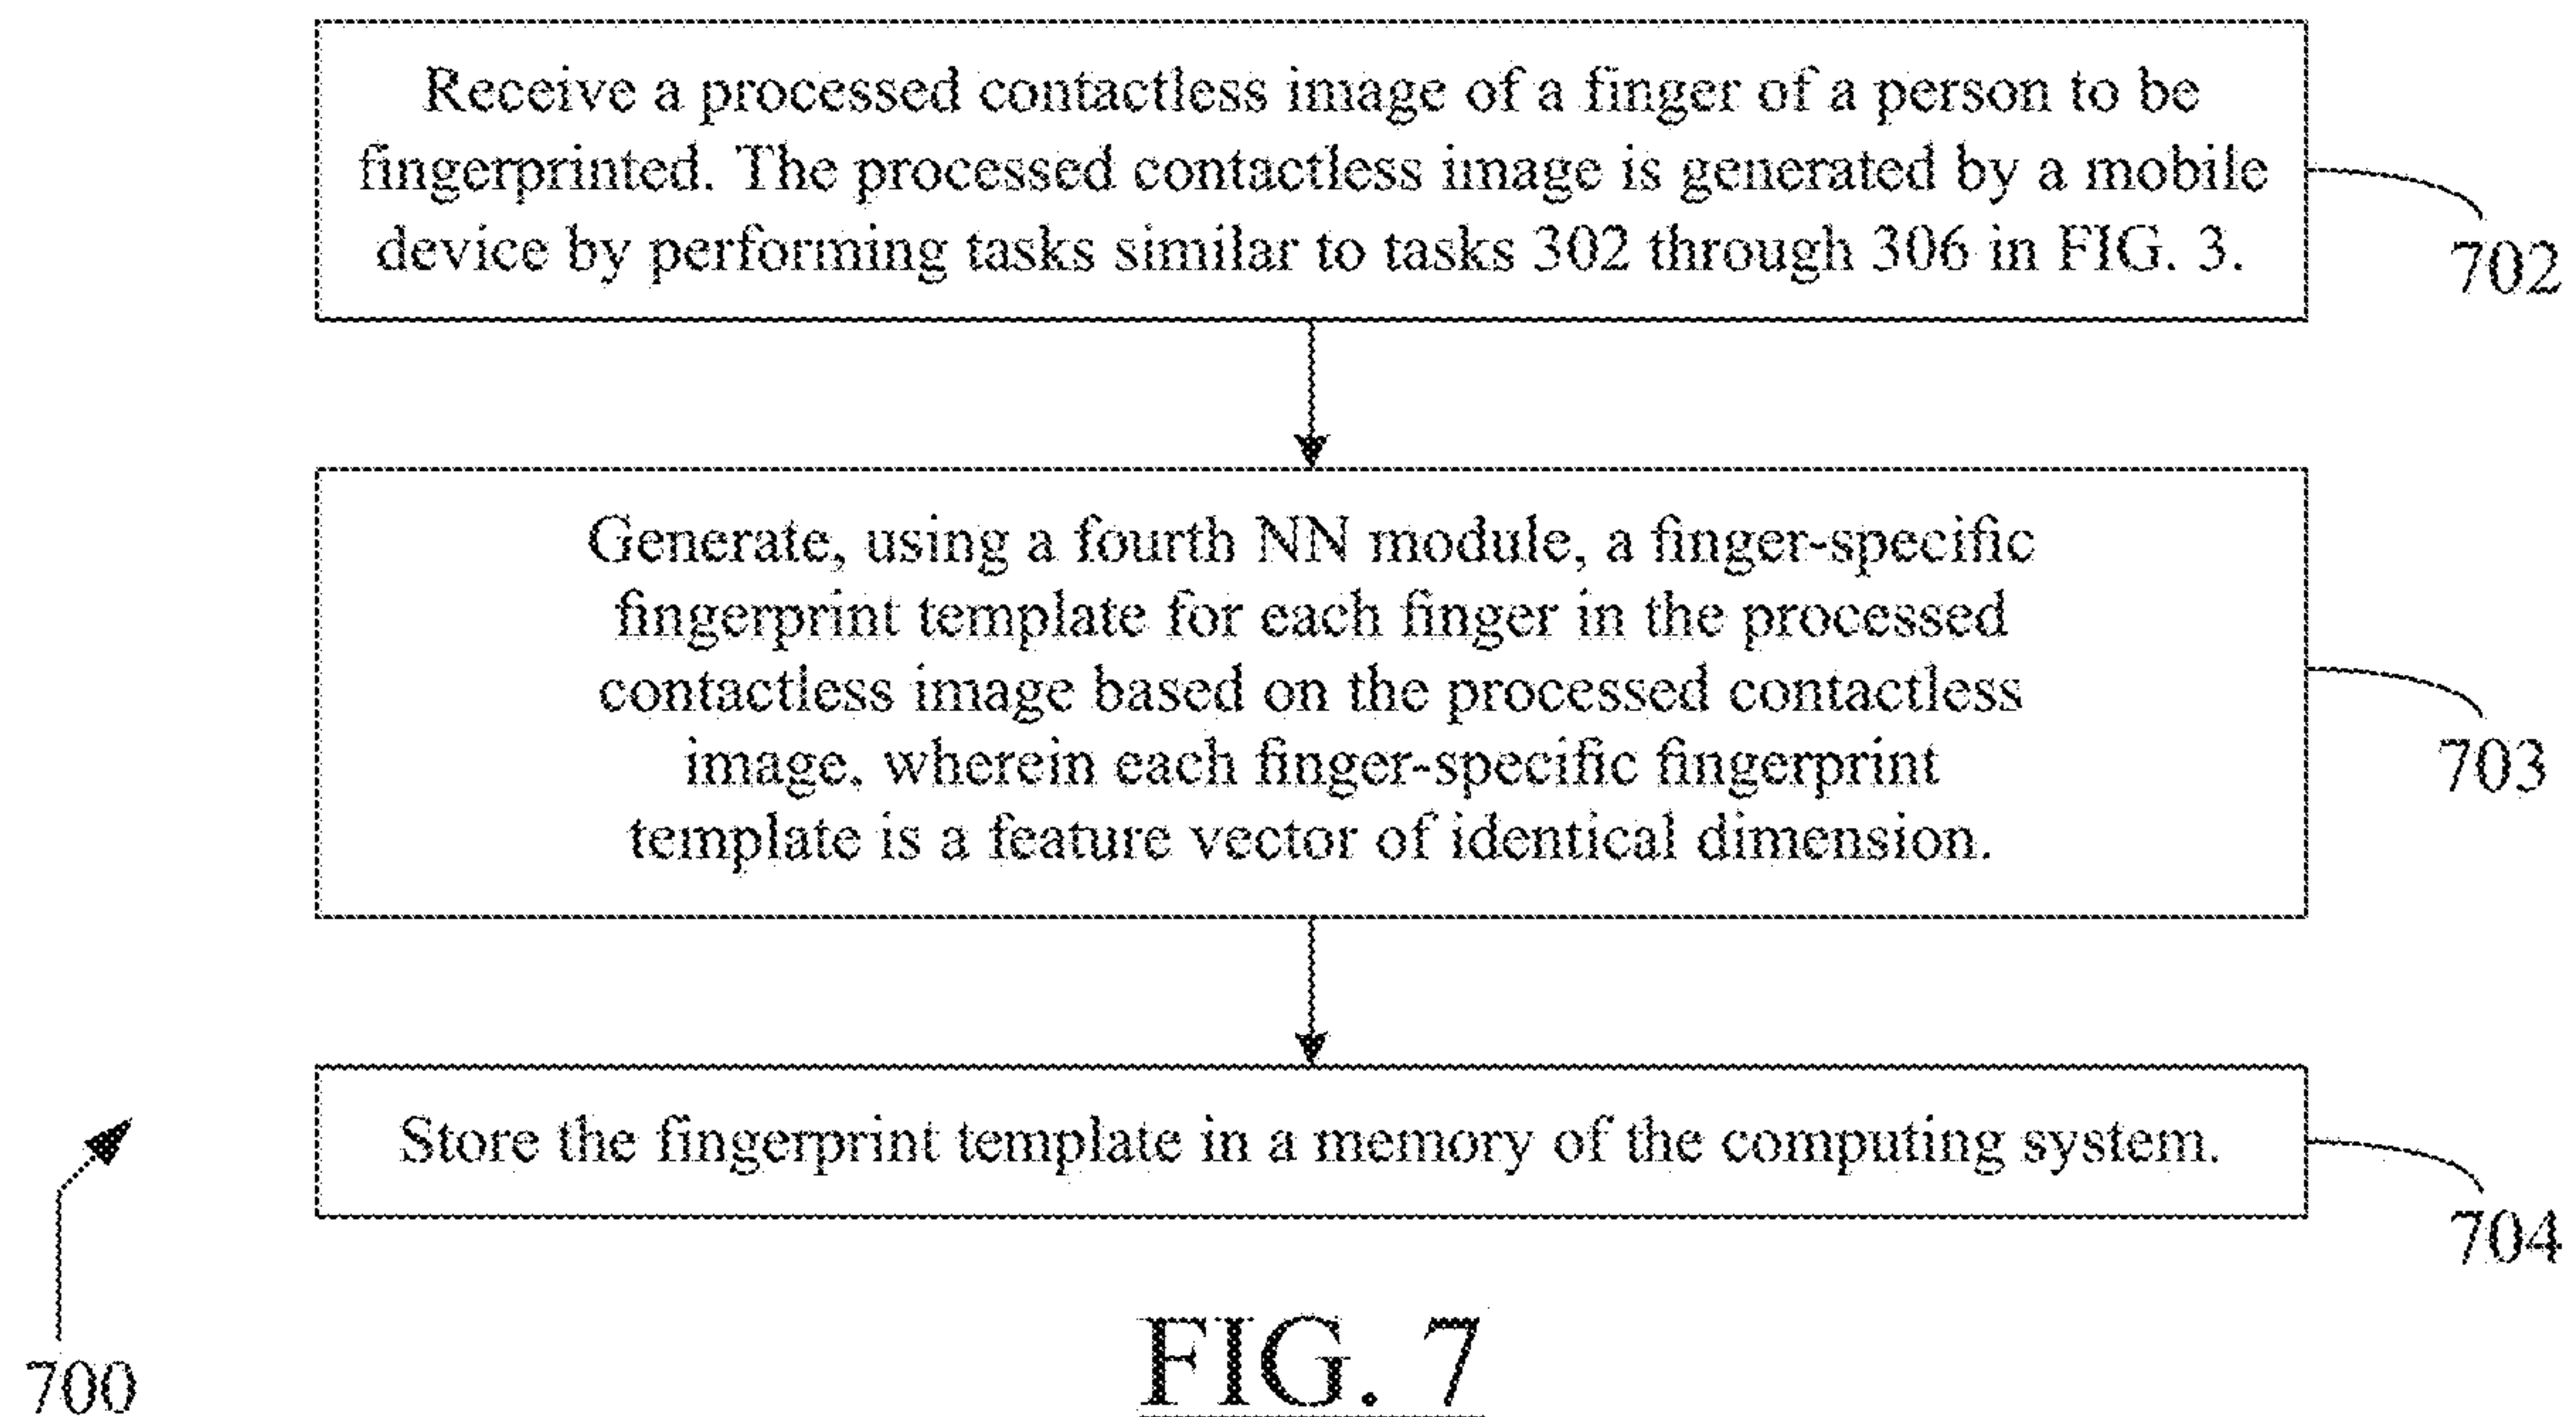 Receive a processed contactless image of a finger of a person to be
fingerprinted. The processed contactless image is generated by a mobile
device by performing tasks similar to tasks 302 through 306 in FIG. 3.
702
Generate, using a fourth NN module, a finger-specific
fingerprint template for each finger in the processed
contactless image based on the processed contactless
image, wherein each finger-specific fingerprint
template is a feature vector of identical dimension.
703
Store the fingerprint template in a memory of the computing system.
704
700
FIG. 7